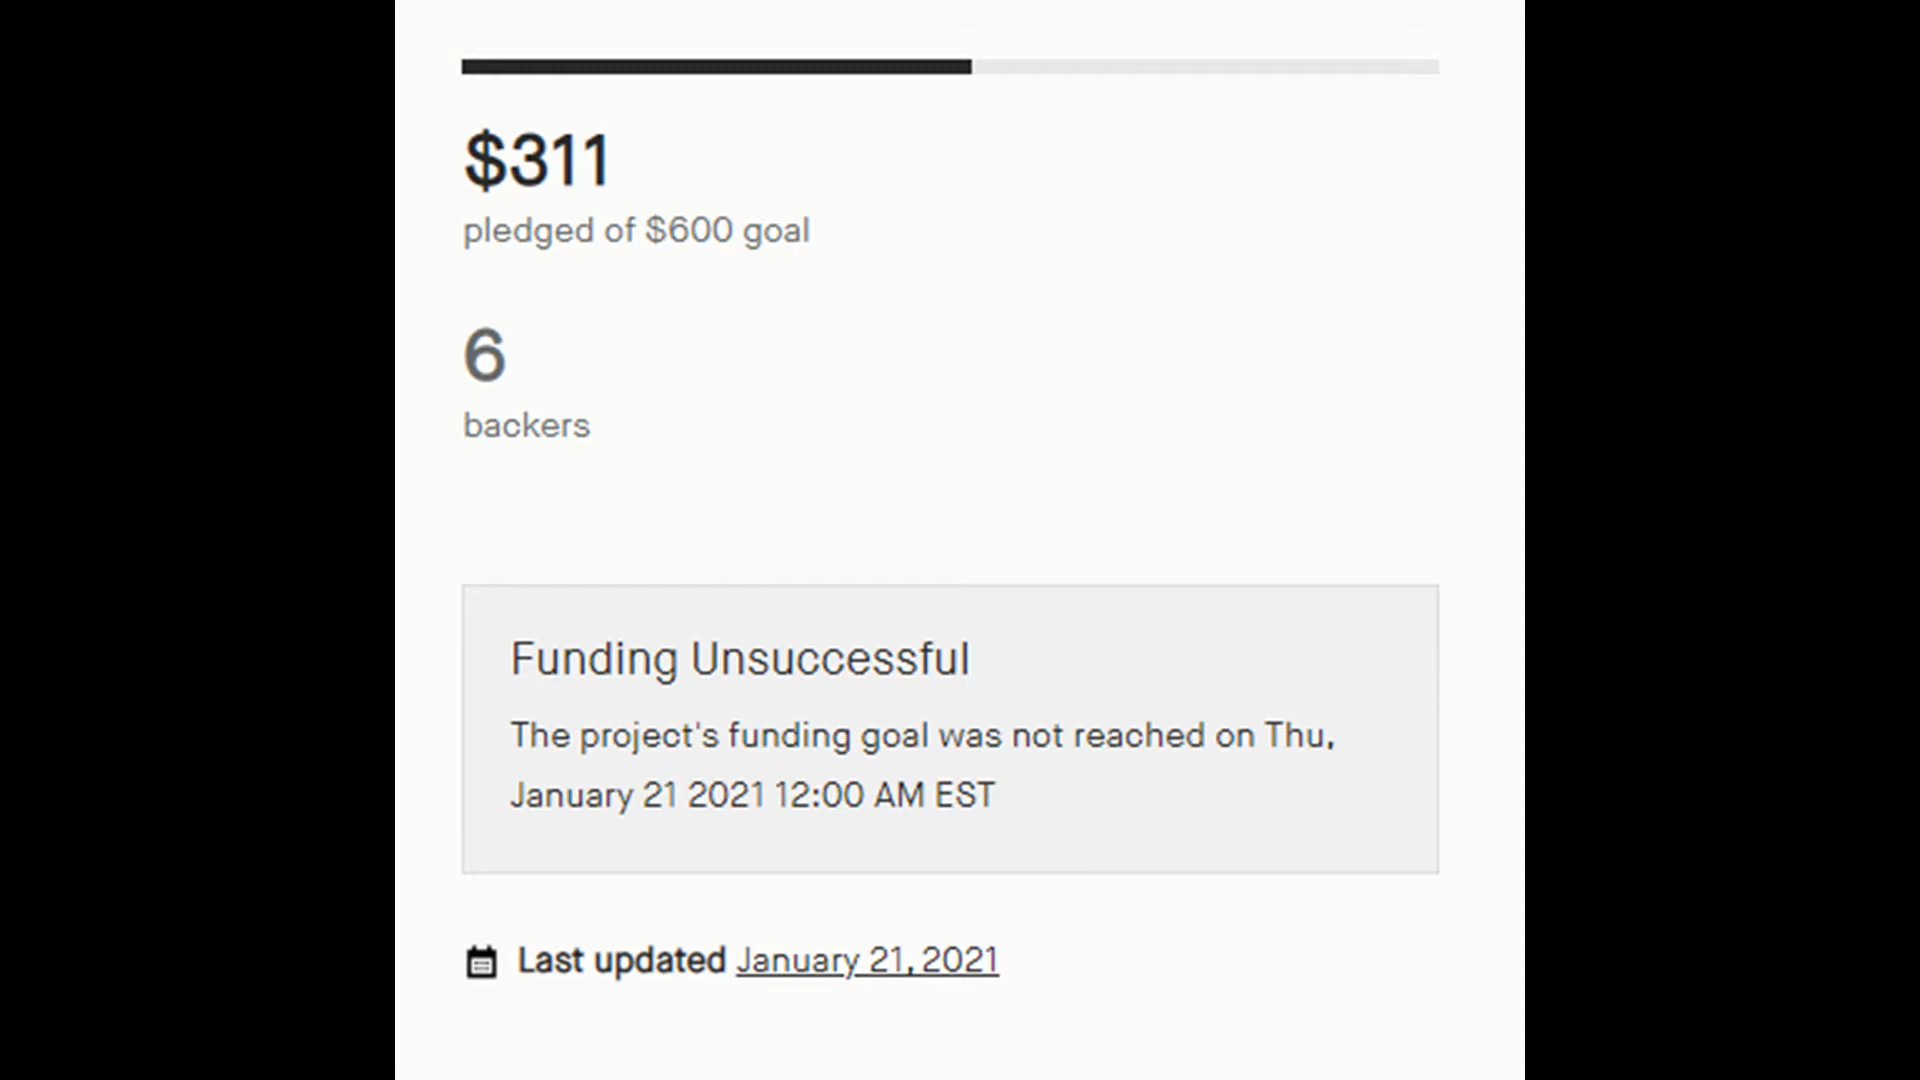 $311
pledged of $600 goal
6
backers
Funding Unsuccessful
The project's funding goal was not reached on Thu,
January 21 2021 12:00 AM EST
Last updated January 21, 2021